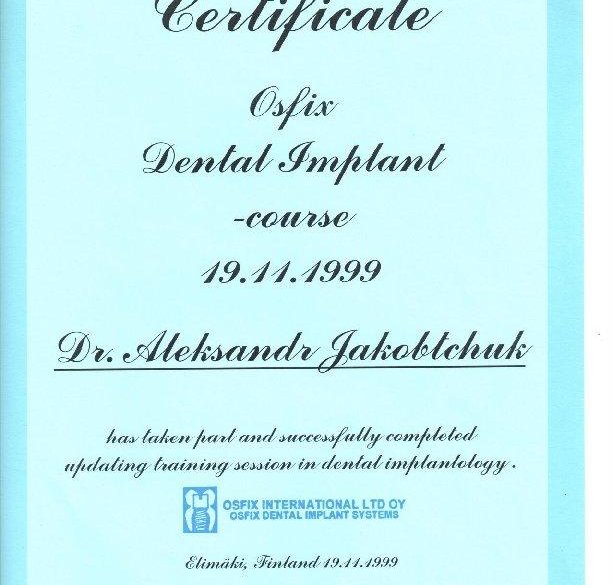 Certificate
Osfix
Dental Implant
-course
19.11.1999
Dr. Aleksandr Jakobtchuk
has taken part and successfully completed
updating training session in dental implantology.
OSFIX INTERNATIONAL LTD OY
OSFIX DENTAL IMPLANT SYSTEMS
Elimäki, Finland 19.11.1999